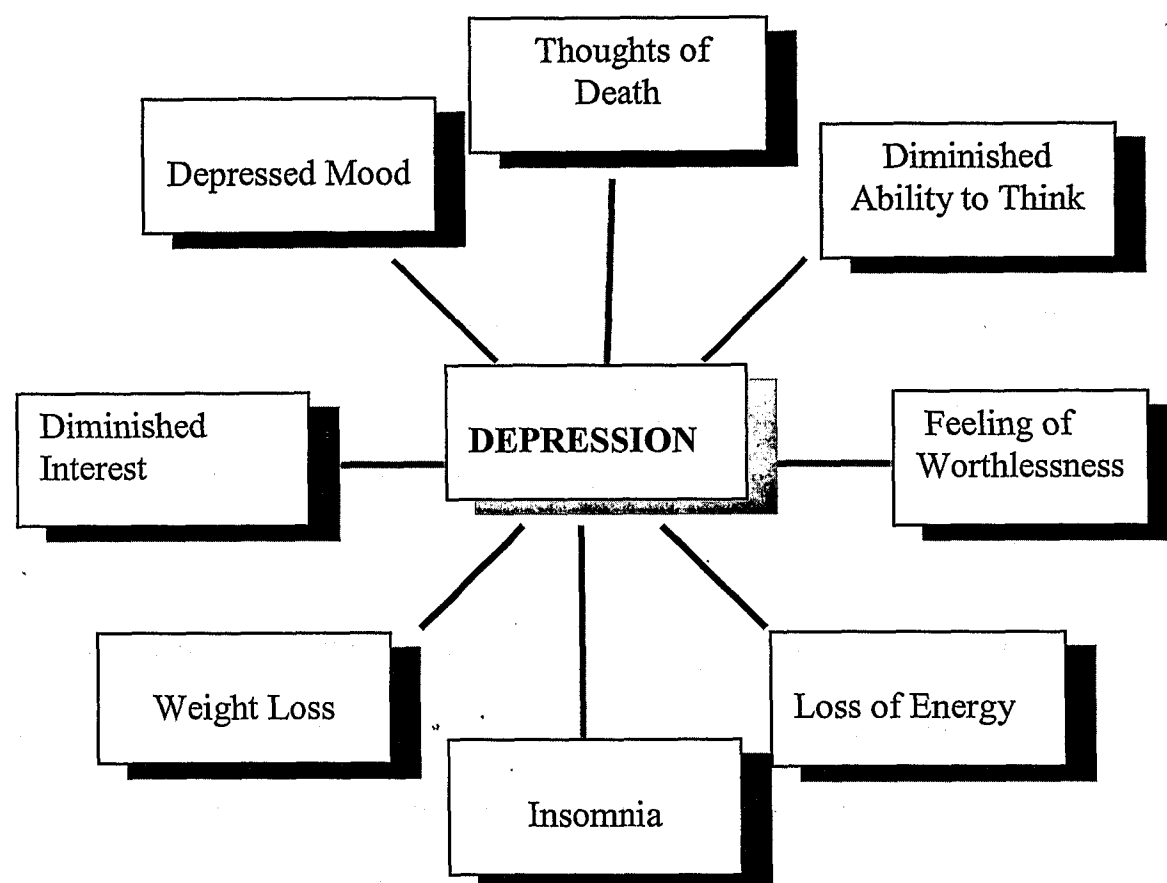 Thoughts of
Death
Depressed Mood
Diminished
Ability to Think
Diminished
Interest
DEPRESSION
Feeling of
Worthlessness
Weight Loss
Loss of Energy
Insomnia